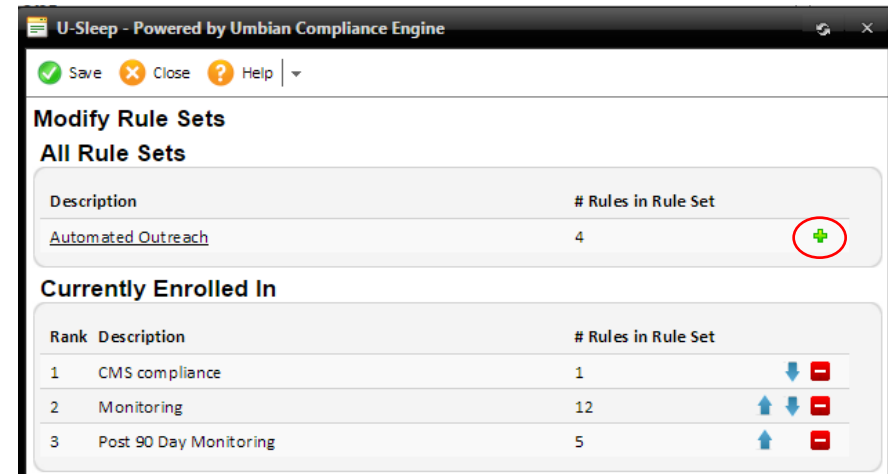 U-Sleep - Powered by Umbian Compliance Engine
Save Close Help
Modify Rule Sets
All Rule Sets
Description # Rules in Rule Set
Automated Outreach 4
Currently Enrolled In
Rank Description # Rules in Rule Set
1 CMS compliance 1
2 Monitoring 12
3 Post 90 Day Monitoring 5